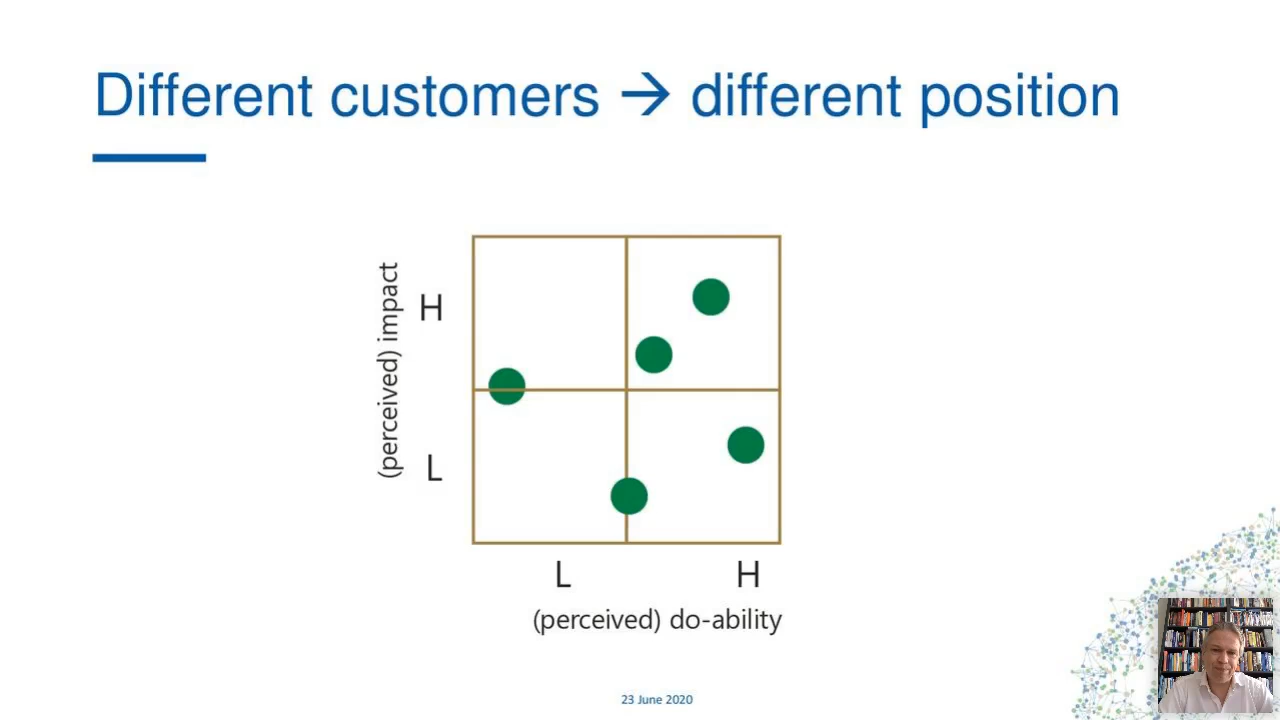 Different customers → different position
(perceived) impact
H
L
L
H
(perceived) do-ability
23 June 2020